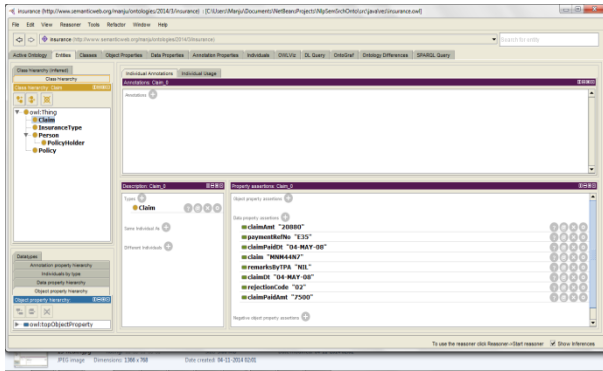 insurance (http://www.semanticweb.org/manju/ontologies/2014/3/insurance) : [C:\Users\Manju\Documents\NetBeansProjects\NlpSemSrchOnto\src\java\res\insurance.owl]
File Edit View Reasoner Tools Refactor Window Help
insurance (http://www.semanticweb.org/manju/ontologies/2014/3/insurance)
Search for entity
Active Ontology Entities Classes Object Properties Data Properties Annotation Properties Individuals OWLViz DL Query OntoGraf Ontology Differences SPARQL Query
Class hierarchy (inferred)
Class hierarchy
Class hierarchy: Claim
owl:Thing
Claim
InsuranceType
Person
PolicyHolder
Policy
Individual Annotations Individual Usage
Annotations: Claim_0
Annotations
Description: Claim_0
Types
Claim
Same Individual As
Different Individuals
Property assertions: Claim_0
Object property assertions
Data property assertions
claimAmt "20880"
paymentRefNo "E35"
claimPaidDt "04-MAY-08"
claim "MNM44N7"
remarksByTPA "NIL"
claimDt "04-MAY-08"
rejectionCode "02"
claimPaidAmt "7500"
Negative object property assertions
Datatypes
Annotation property hierarchy
Individuals by type
Data property hierarchy
Object property hierarchy
Object property hierarchy:
owl:topObjectProperty
To use the reasoner click Reasoner->Start reasoner Show Inferences
JPEG image Dimensions: 1366 x 768 Date created: 04-11-2014 02:01